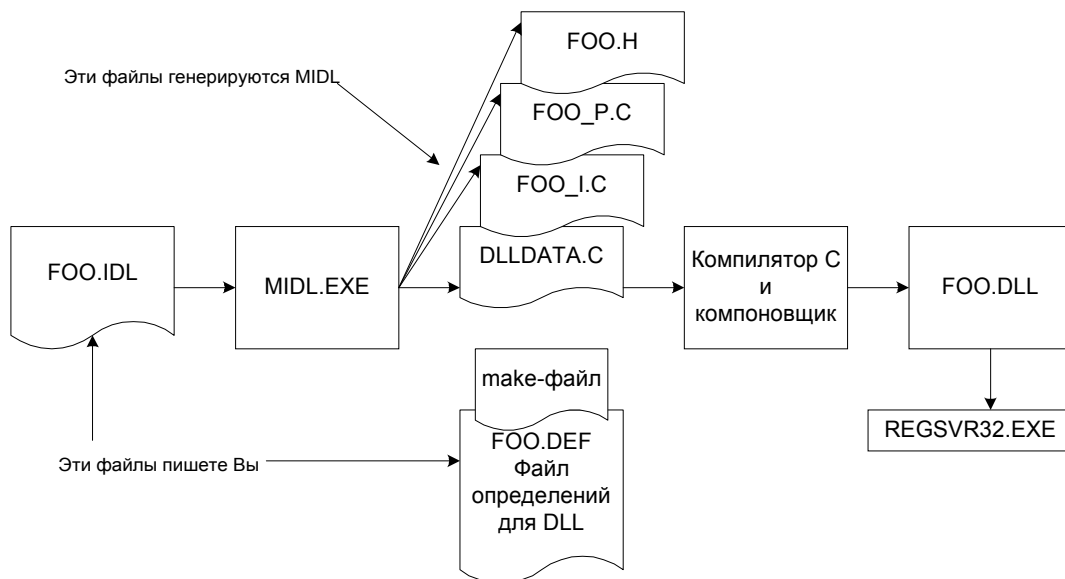 FOO.H
Эти файлы генерируются MIDL
FOO_P.C
FOO_I.C
FOO.IDL
MIDL.EXE
DLLDATA.C
Компилятор C
и
компоновщик
FOO.DLL
make-файл
REGSVR32.EXE
Эти файлы пишете Вы
FOO.DEF
Файл
определений
для DLL